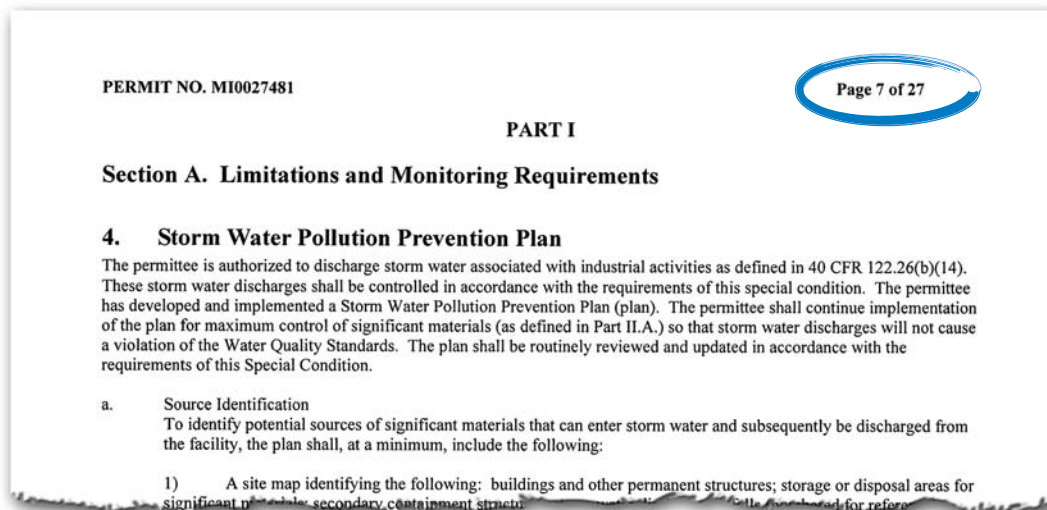 PERMIT NO. MI0027481
Page 7 of 27
PART I
Section A. Limitations and Monitoring Requirements
4. Storm Water Pollution Prevention Plan
The permittee is authorized to discharge storm water associated with industrial activities as defined in 40 CFR 122.26(b)(14).
These storm water discharges shall be controlled in accordance with the requirements of this special condition. The permittee
has developed and implemented a Storm Water Pollution Prevention Plan (plan). The permittee shall continue implementation
of the plan for maximum control of significant materials (as defined in Part II.A.) so that storm water discharges will not cause
a violation of the Water Quality Standards. The plan shall be routinely reviewed and updated in accordance with the
requirements of this Special Condition.
a. Source Identification
To identify potential sources of significant materials that can enter storm water and subsequently be discharged from
the facility, the plan shall, at a minimum, include the following:
1) A site map identifying the following: buildings and other permanent structures; storage or disposal areas for
significant secondary containment for